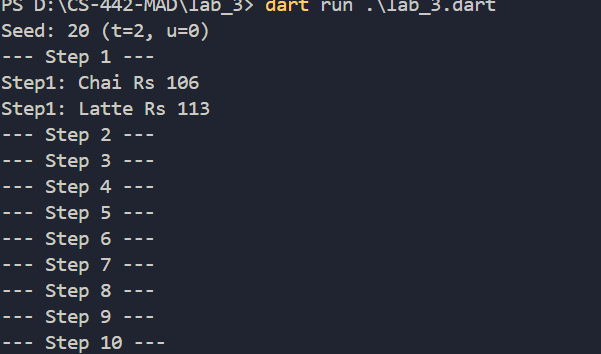 PS D:\CS-442-MAD\lab_3> dart run .\lab_3.dart
Seed: 20 (t=2, u=0)
--- Step 1 ---
Step1: Chai Rs 106
Step1: Latte Rs 113
--- Step 2 ---
--- Step 3 ---
--- Step 4 ---
--- Step 5 ---
--- Step 6 ---
--- Step 7 ---
--- Step 8 ---
--- Step 9 ---
--- Step 10 ---